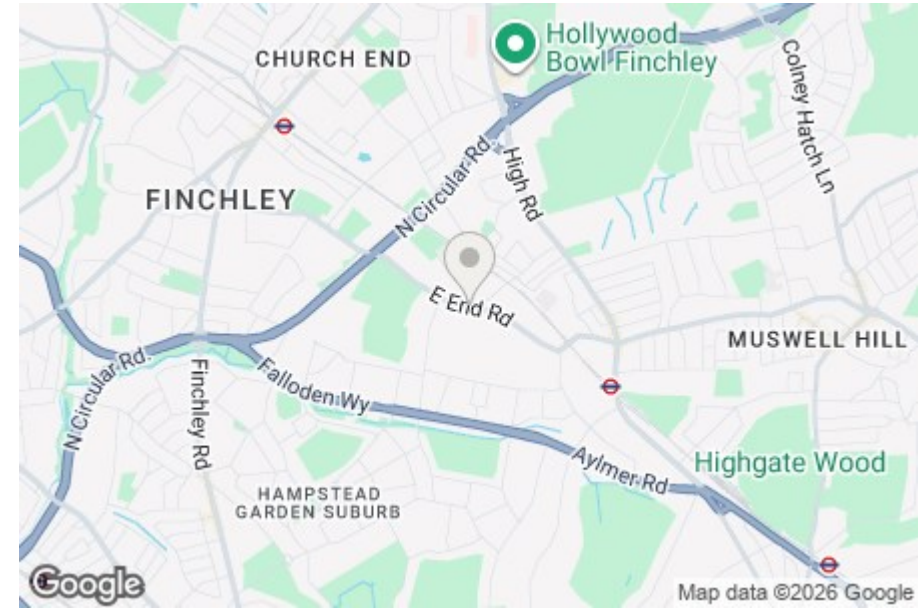 CHURCH END
Hollywood
Bowl Finchley
Colney Hatch Ln
N Circular Rd
High Rd
FINCHLEY
E End Rd
MUSWELL HILL
N Circular Rd
Finchley Rd
Falloden Wy
Aylmer Rd
Highgate Wood
HAMPSTEAD
GARDEN SUBURB
Google
Map data ©2026 Google